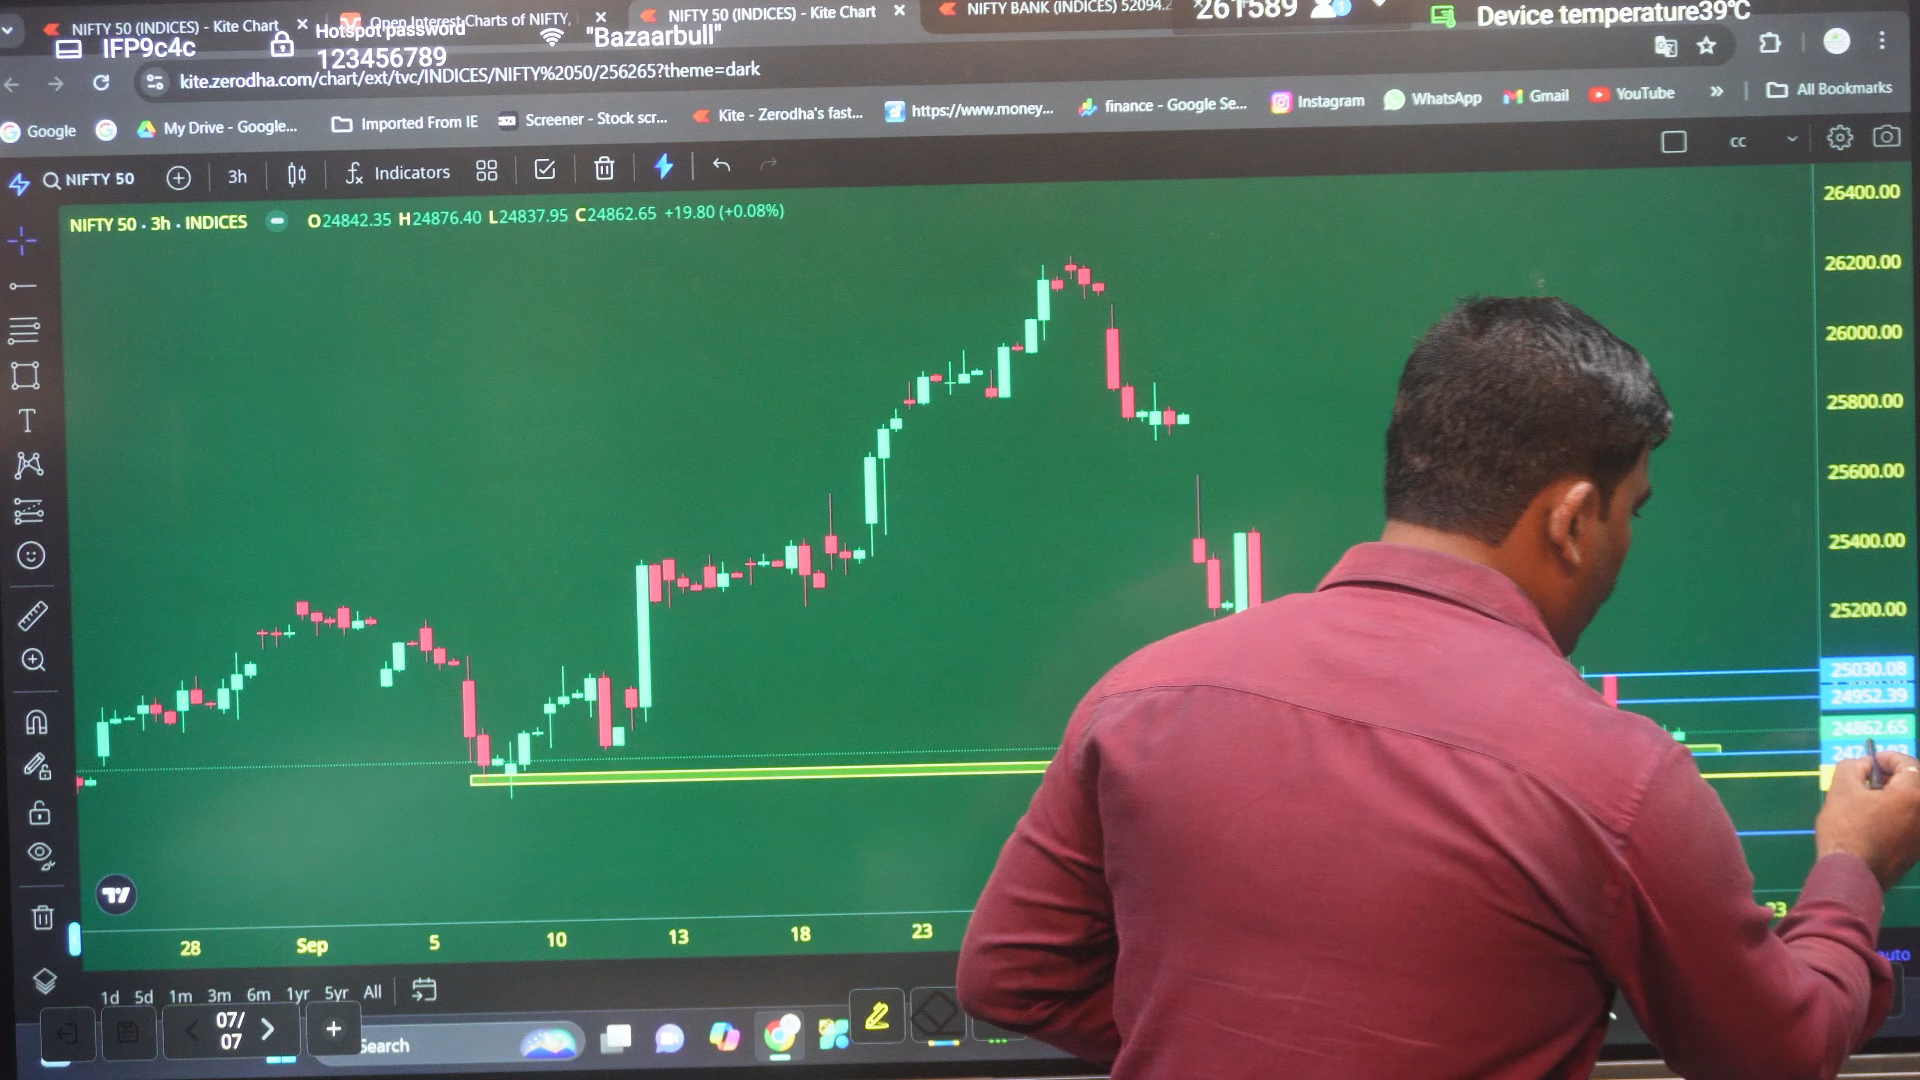 NIFTY 50 (INDICES) - Kite Chart
Open Interest Charts of NIFTY,
NIFTY 50 (INDICES) - Kite Chart
NIFTY BANK (INDICES) 52094.2
261589
1
Device temperature39℃
IFP9c4c
Hotspot password
123456789
"Bazaarbull"
kite.zerodha.com/chart/ext/tvc/INDICES/NIFTY%2050/256265?theme=dark
Google
My Drive - Google...
Imported From IE
Screener - Stock scr...
Kite - Zerodha's fast...
https://www.money...
finance - Google Se...
Instagram
WhatsApp
Gmail
YouTube
»
All Bookmarks
NIFTY 50
3h
Indicators
cc
NIFTY 50 · 3h · INDICES
O24842.35 H24876.40 L24837.95 C24862.65 +19.80 (+0.08%)
26400.00
26200.00
26000.00
25800.00
25600.00
25400.00
25200.00
25030.08
24952.39
24862.65
28
Sep
5
10
13
18
23
23
auto
1d
5d
1m
3m
6m
1yr
5yr
All
07/
07
Search